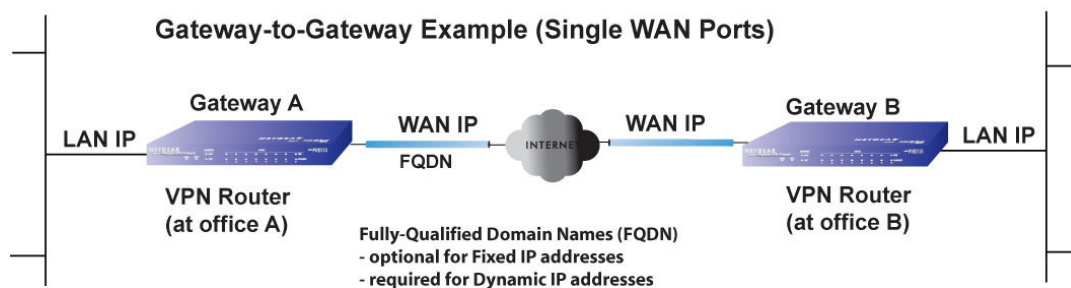 Gateway-to-Gateway Example (Single WAN Ports)
Gateway A
Gateway B
LAN IP
WAN IP
WAN IP
LAN IP
FQDN
INTERNET
NETGEAR
NETGEAR
VPN Router
(at office A)
VPN Router
(at office B)
Fully-Qualified Domain Names (FQDN)
- optional for Fixed IP addresses
- required for Dynamic IP addresses